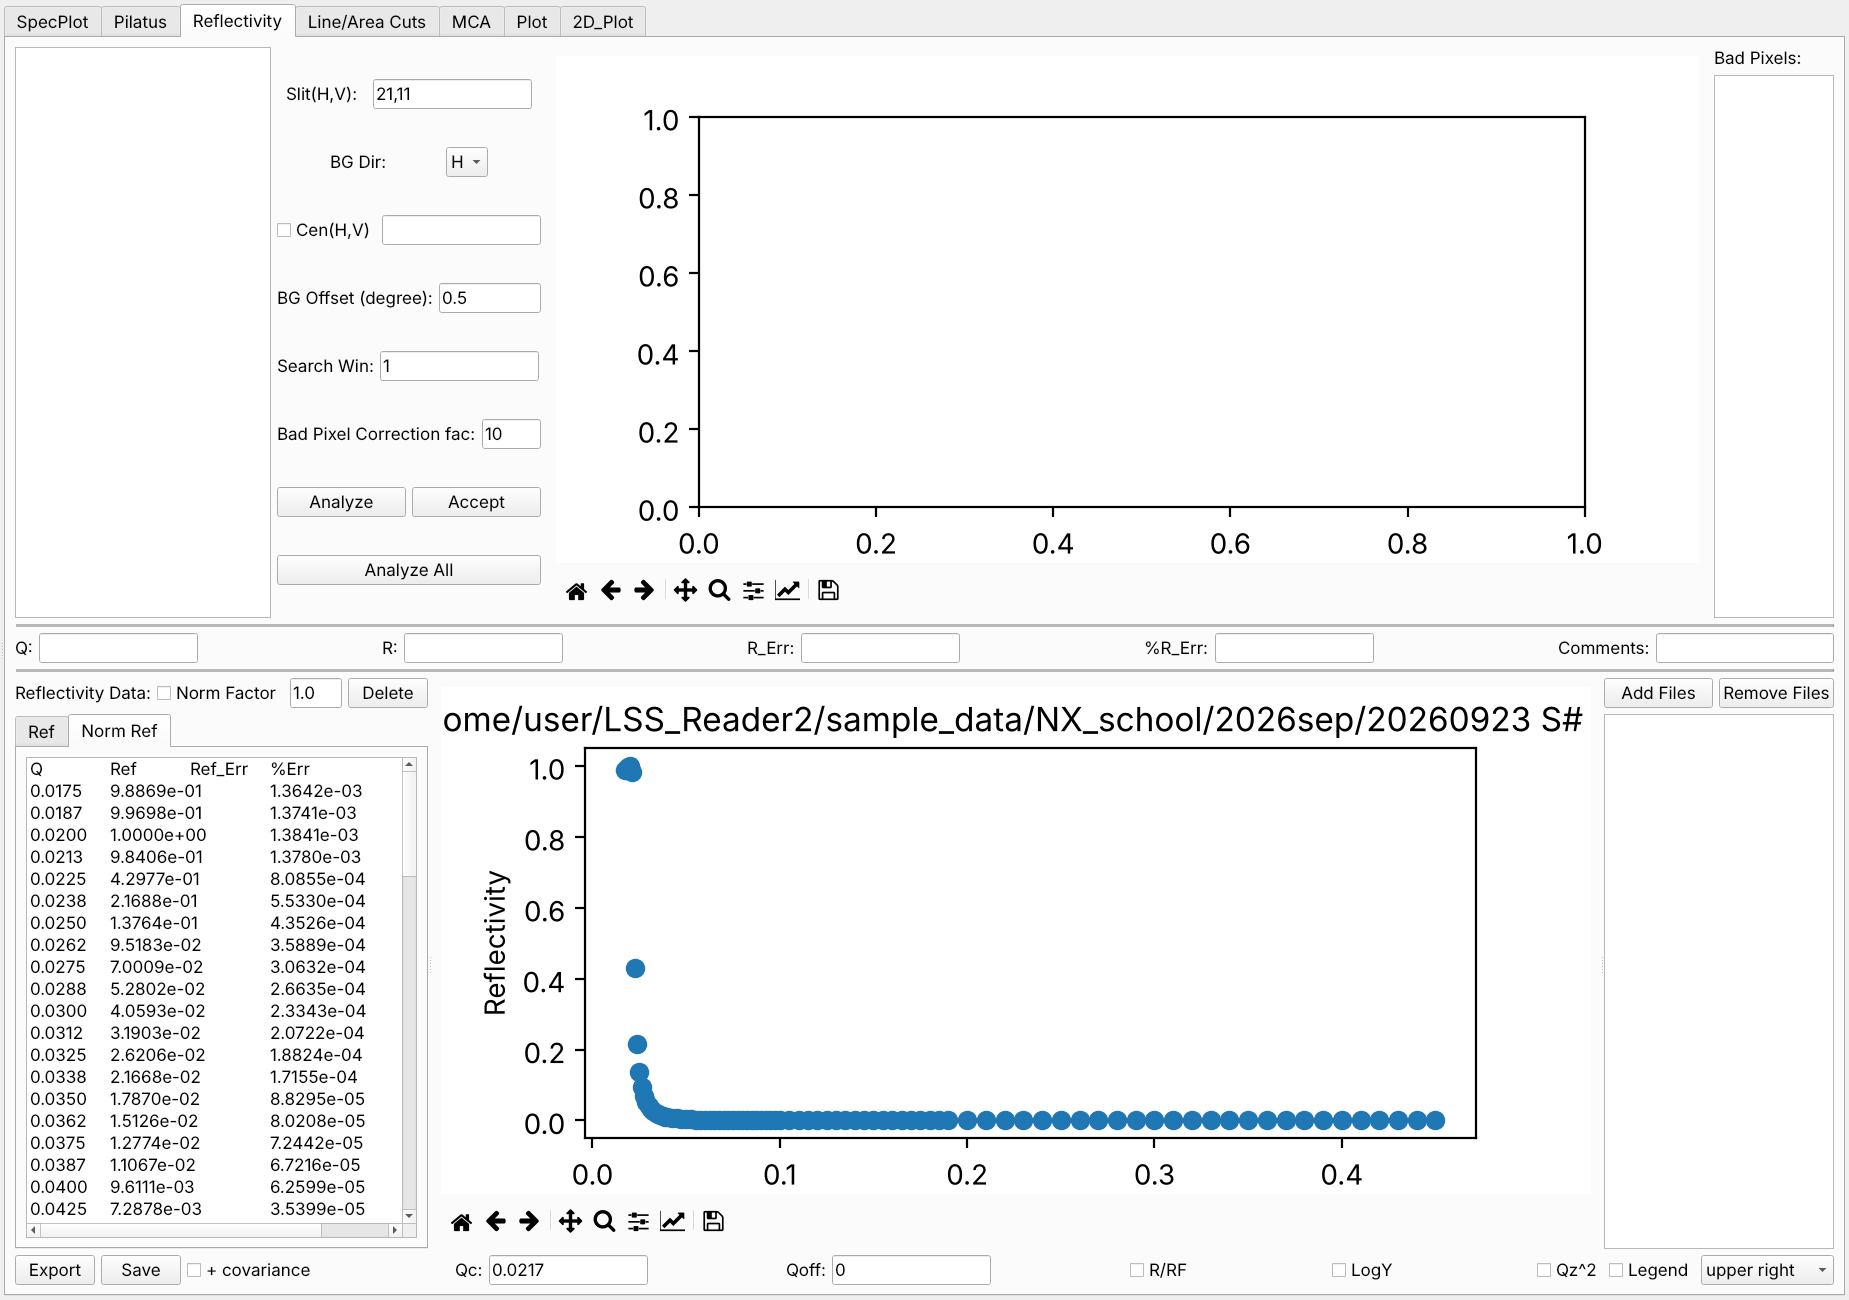 SpecPlot Pilatus Reflectivity Line/Area Cuts MCA Plot 2D_Plot
Slit(H,V): 21,11
BG Dir: H
Cen(H,V)
BG Offset (degree): 0.5
Search Win: 1
Bad Pixel Correction fac: 10
Analyze Accept
Analyze All
1.0
0.8
0.6
0.4
0.2
0.0
0.0 0.2 0.4 0.6 0.8 1.0
Bad Pixels:
Q: R: R_Err: %R_Err: Comments:
Reflectivity Data: Norm Factor 1.0 Delete
Ref Norm Ref
Q Ref Ref_Err %Err
0.0175 9.8869e-01 1.3642e-03
0.0187 9.9698e-01 1.3741e-03
0.0200 1.0000e+00 1.3841e-03
0.0213 9.8406e-01 1.3780e-03
0.0225 4.2977e-01 8.0855e-04
0.0238 2.1688e-01 5.5330e-04
0.0250 1.3764e-01 4.3526e-04
0.0262 9.5183e-02 3.5889e-04
0.0275 7.0009e-02 3.0632e-04
0.0288 5.2802e-02 2.6635e-04
0.0300 4.0593e-02 2.3343e-04
0.0312 3.1903e-02 2.0722e-04
0.0325 2.6206e-02 1.8824e-04
0.0338 2.1668e-02 1.7155e-04
0.0350 1.7870e-02 8.8295e-05
0.0362 1.5126e-02 8.0208e-05
0.0375 1.2774e-02 7.2442e-05
0.0387 1.1067e-02 6.7216e-05
0.0400 9.6111e-03 6.2599e-05
0.0425 7.2878e-03 3.5399e-05
ome/user/LSS_Reader2/sample_data/NX_school/2026sep/20260923 S#
Reflectivity
1.0
0.8
0.6
0.4
0.2
0.0
0.0 0.1 0.2 0.3 0.4
Add Files Remove Files
Export Save + covariance Qc: 0.0217 Qoff: 0 R/RF LogY Qz^2 Legend upper right